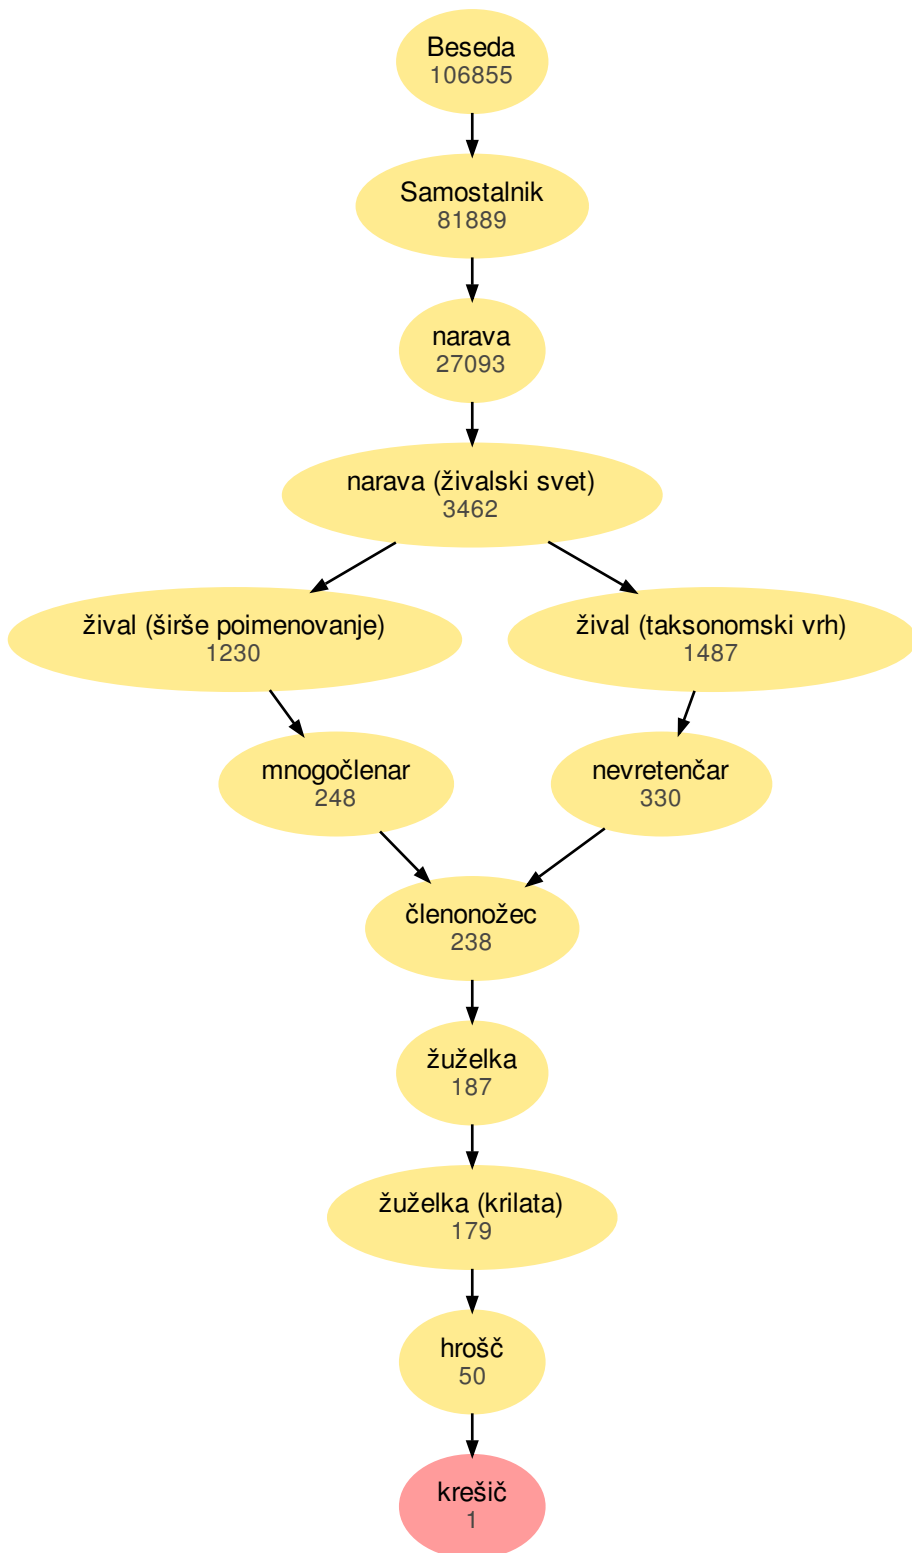 Beseda
106855
Samostalnik
81889
narava
27093
narava (živalski svet)
3462
žival (širše poimenovanje)
1230
žival (taksonomski vrh)
1487
mnogočlenar
248
nevretenčar
330
členonožec
238
žuželka
187
žuželka (krilata)
179
hrošč
50
krešič
1